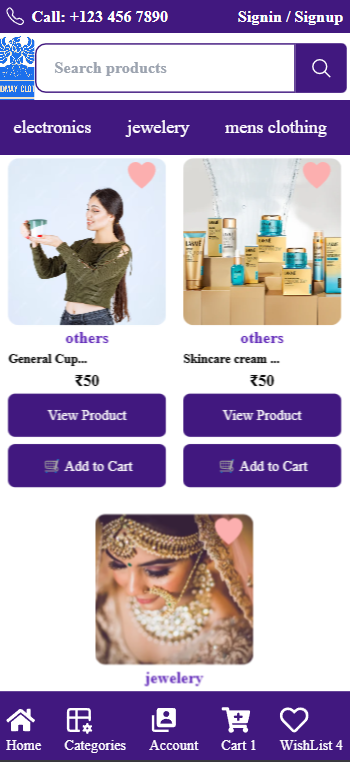 Call: +123 456 7890
Signin / Signup
Search products
electronics
jewelery
mens clothing
others
General Cup...
₹50
View Product
Add to Cart
others
Skincare cream ...
₹50
View Product
Add to Cart
jewelery
Home
Categories
Account
Cart 1
WishList 4